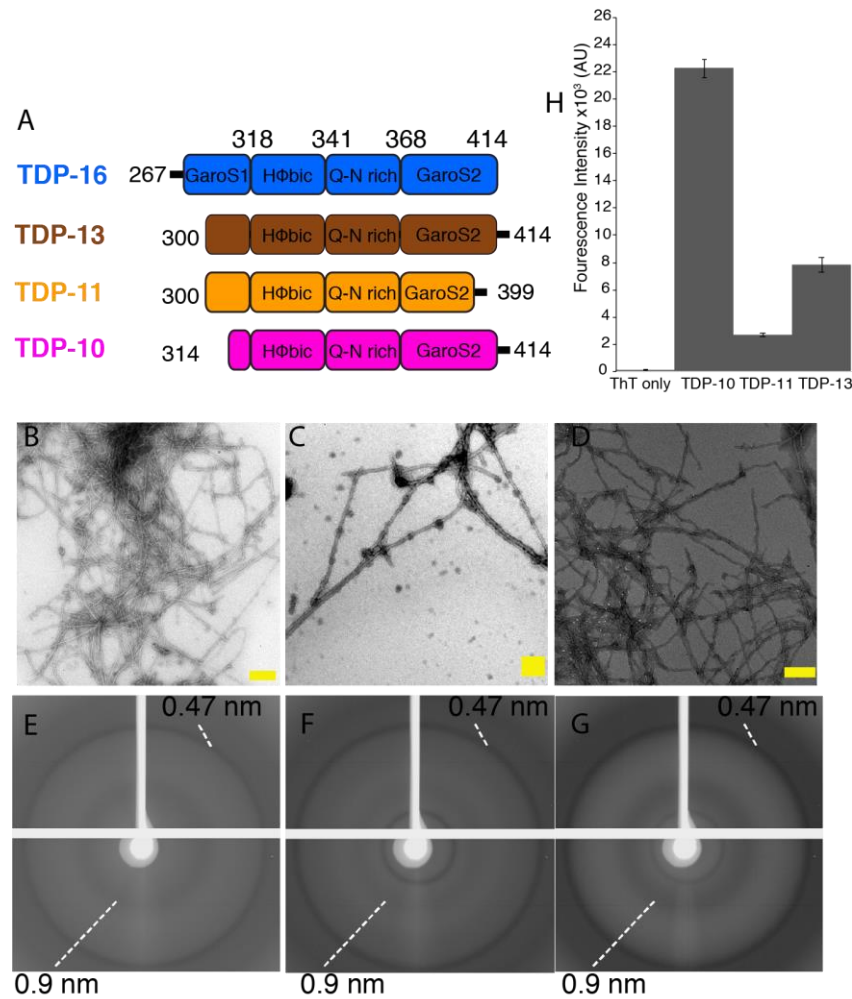 A
318 341 368 414
TDP-16 267 GaroS1 HΦbic Q-N rich GaroS2
TDP-13 300 HΦbic Q-N rich GaroS2 414
TDP-11 300 HΦbic Q-N rich GaroS2 399
TDP-10 314 HΦbic Q-N rich GaroS2 414
H
Fourescence Intensity x10³ (AU)
26
24
22
20
18
16
14
12
10
8
6
4
2
0
ThT only TDP-10 TDP-11 TDP-13
B C D
E 0.47 nm F 0.47 nm G 0.47 nm
0.9 nm 0.9 nm 0.9 nm